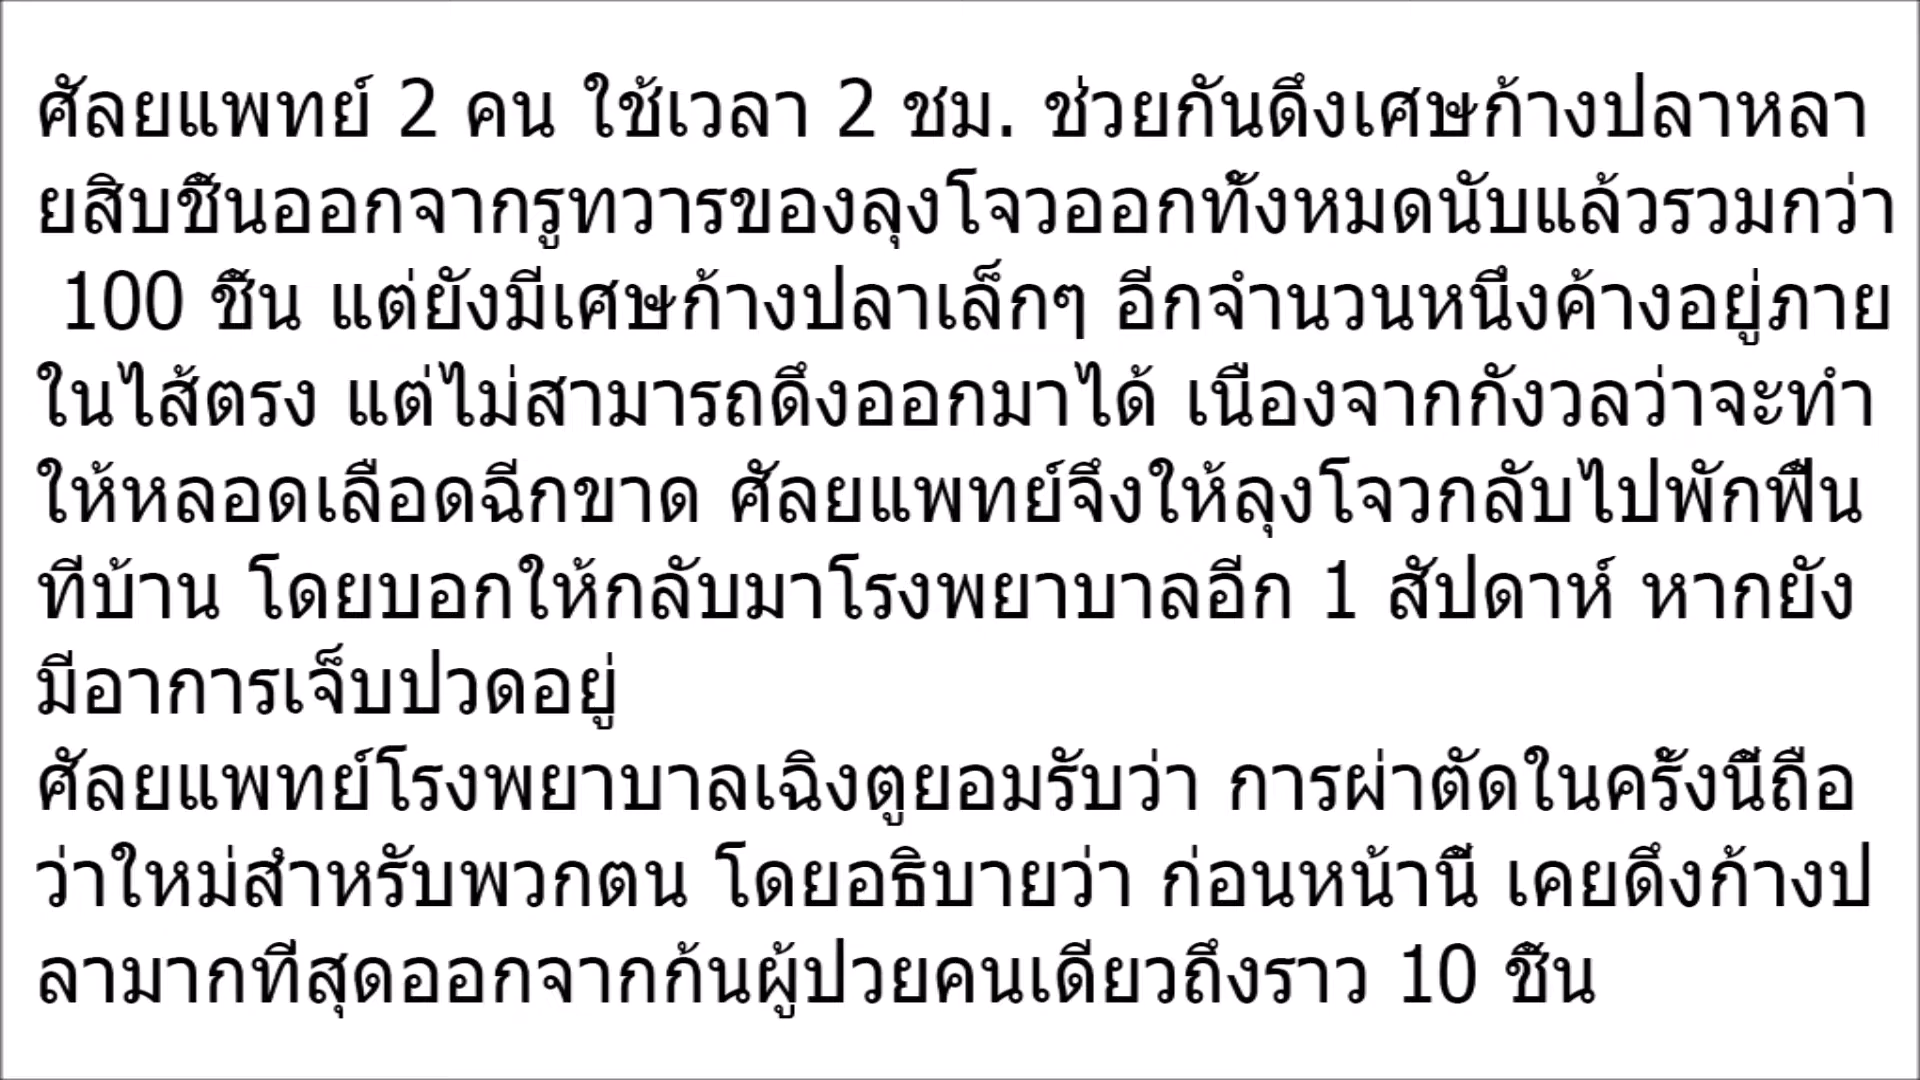 ศัลยแพทย์ 2 คน ใช้เวลา 2 ชม. ช่วยกันดึงเศษก้างปลาหลา
ยสิบชิ้นออกจากรูทวารของลุงโจวออกทั้งหมดนับแล้วรวมกว่า
100 ชิ้น แต่ยังมีเศษก้างปลาเล็กๆ อีกจำนวนหนึ่งค้างอยู่ภาย
ในไส้ตรง แต่ไม่สามารถดึงออกมาได้ เนื่องจากกังวลว่าจะทำ
ให้หลอดเลือดฉีกขาด ศัลยแพทย์จึงให้ลุงโจวกลับไปพักฟื้น
ที่บ้าน โดยบอกให้กลับมาโรงพยาบาลอีก 1 สัปดาห์ หากยัง
มีอาการเจ็บปวดอยู่
ศัลยแพทย์โรงพยาบาลเฉิงตูยอมรับว่า การผ่าตัดในครั้งนี้ถือ
ว่าใหม่สำหรับพวกตน โดยอธิบายว่า ก่อนหน้านี้ เคยดึงก้างป
ลามากที่สุดออกจากก้นผู้ป่วยคนเดียวถึงราว 10 ชิ้น